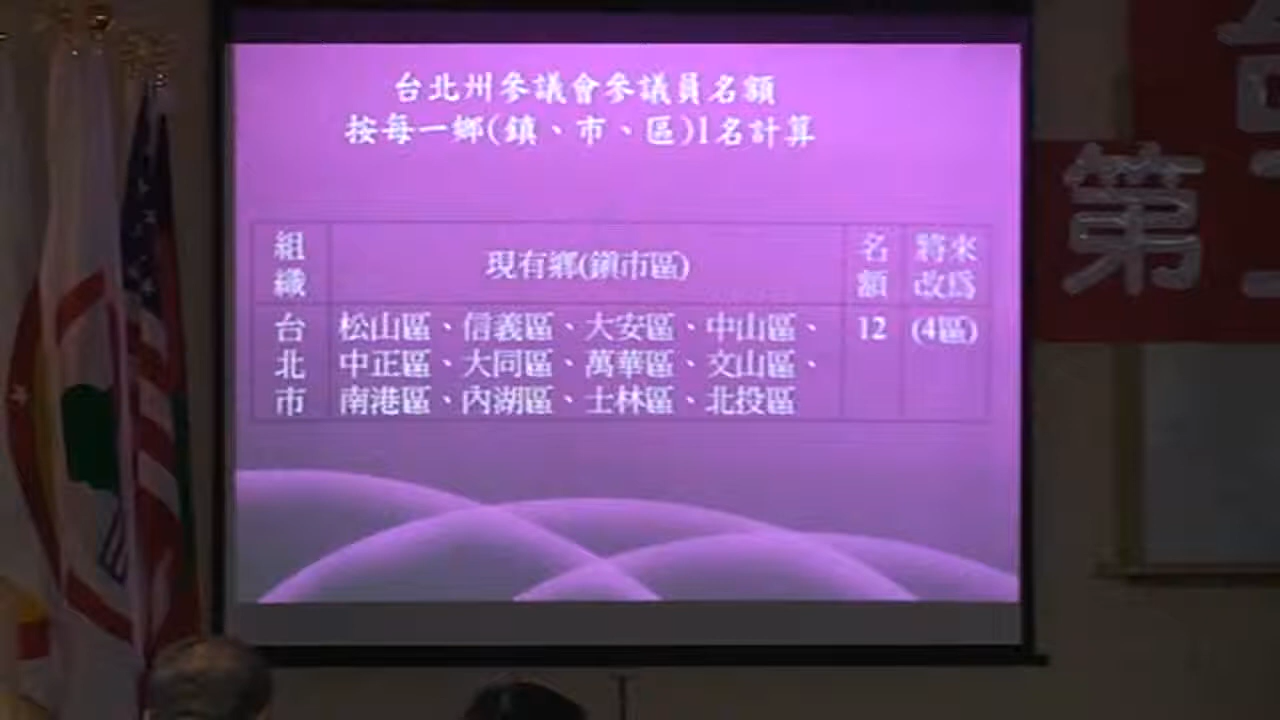 台北州參議會參議員名額
按每一鄉(鎮、市、區)1名計算
組織
現有鄉(鎮市區)
名額
將來改為
台北市
松山區、信義區、大安區、中山區、
中正區、大同區、萬華區、文山區、
南港區、內湖區、士林區、北投區
12
(4區)
第